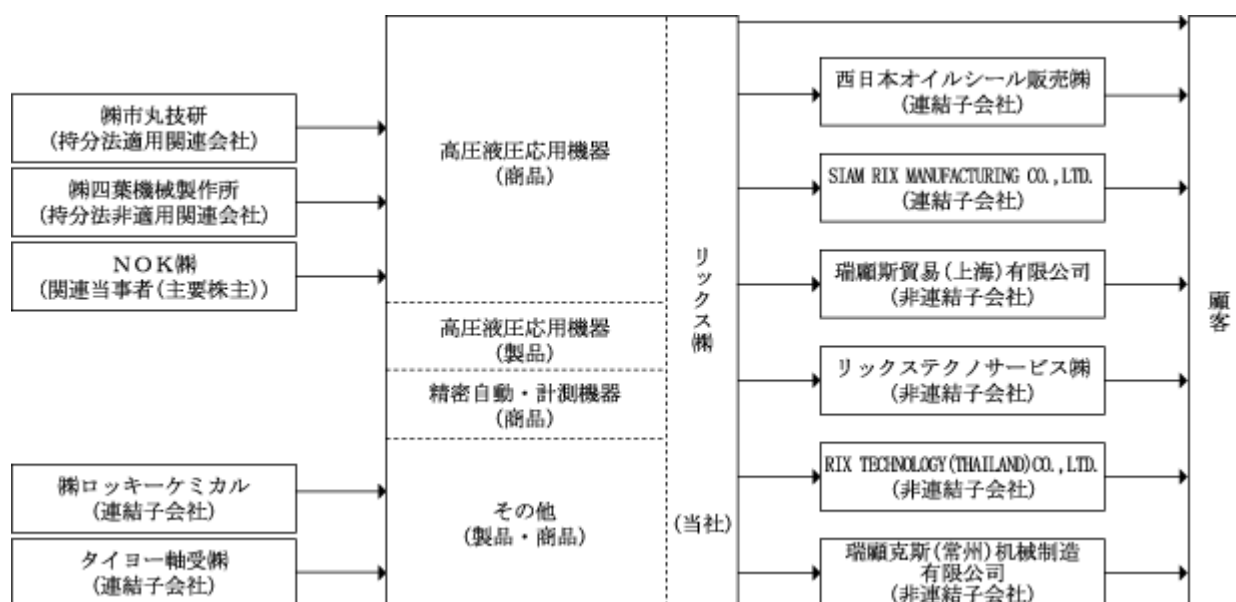 ㈱市丸技研
(持分法適用関連会社)
㈱四葉機械製作所
(持分法非適用関連会社)
ＮＯＫ㈱
(関連当事者(主要株主))
㈱ロッキーケミカル
(連結子会社)
タイヨー軸受㈱
(連結子会社)
高圧液圧応用機器
(商品)
高圧液圧応用機器
(製品)
精密自動・計測機器
(商品)
その他
(製品・商品)
リックス㈱
(当社)
西日本オイルシール販売㈱
(連結子会社)
SIAM RIX MANUFACTURING CO.,LTD.
(連結子会社)
瑞顧斯貿易(上海)有限公司
(非連結子会社)
リックステクノサービス㈱
(非連結子会社)
RIX TECHNOLOGY(THAILAND)CO.,LTD.
(非連結子会社)
瑞顧克斯(常州)机械制造
有限公司
(非連結子会社)
顧客